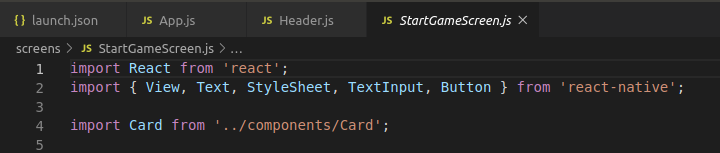 {} launch.json JS App.js JS Header.js JS StartGameScreen.js ×
screens > JS StartGameScreen.js > ...
1 import React from 'react';
2 import { View, Text, StyleSheet, TextInput, Button } from 'react-native';
3
4 import Card from '../components/Card';
5